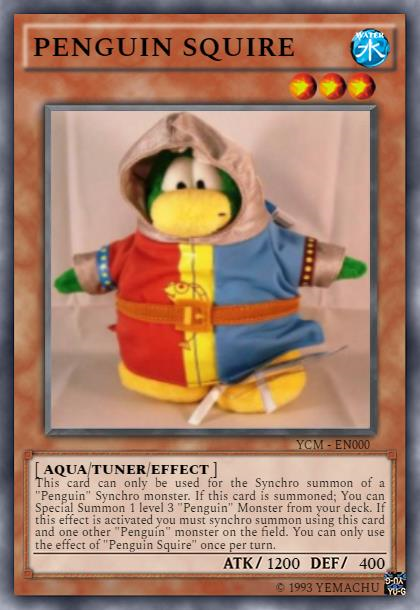 PENGUIN SQUIRE
WATER
水
YCM - EN000
[ AQUA/TUNER/EFFECT ]
This card can only be used for the Synchro summon of a
"Penguin" Synchro monster. If this card is summoned; You can
Special Summon 1 level 3 "Penguin" Monster from your deck. If
this effect is activated you must synchro summon using this card
and one other "Penguin" monster on the field. You can only use
the effect of "Penguin Squire" once per turn.
ATK/ 1200 DEF/ 400
© 1993 YEMACHU